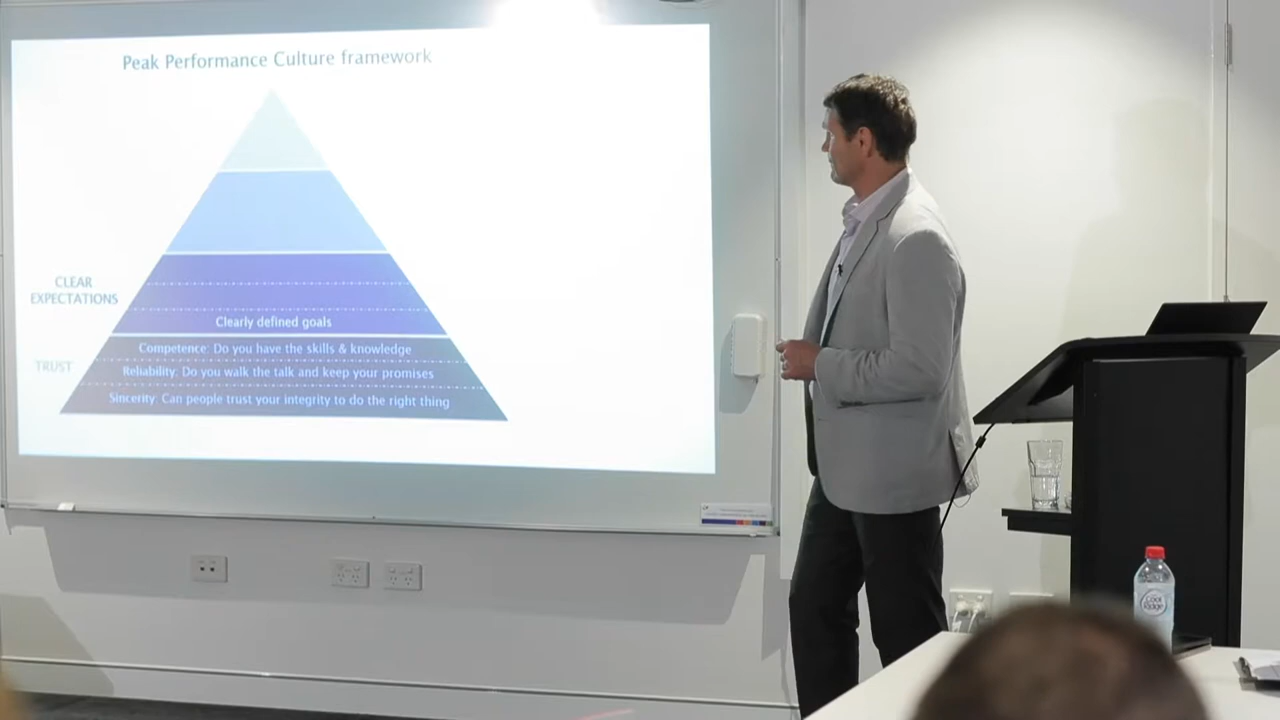 Peak Performance Culture framework
CLEAR
EXPECTATIONS
Clearly defined goals
Competence: Do you have the skills & knowledge
TRUST
Reliability: Do you walk the talk and keep your promises
Sincerity: Can people trust your integrity to do the right thing
Cool
Ridge